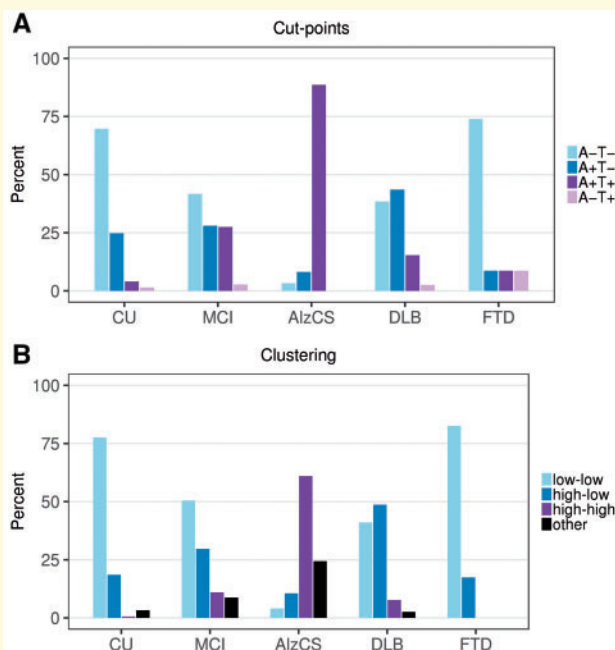 A
Cut-points
100
75
50
25
0
Percent
CU MCI AlzCS DLB FTD
A−T−
A+T−
A+T+
A−T+
B
Clustering
100
75
50
25
0
Percent
CU MCI AlzCS DLB FTD
low-low
high-low
high-high
other